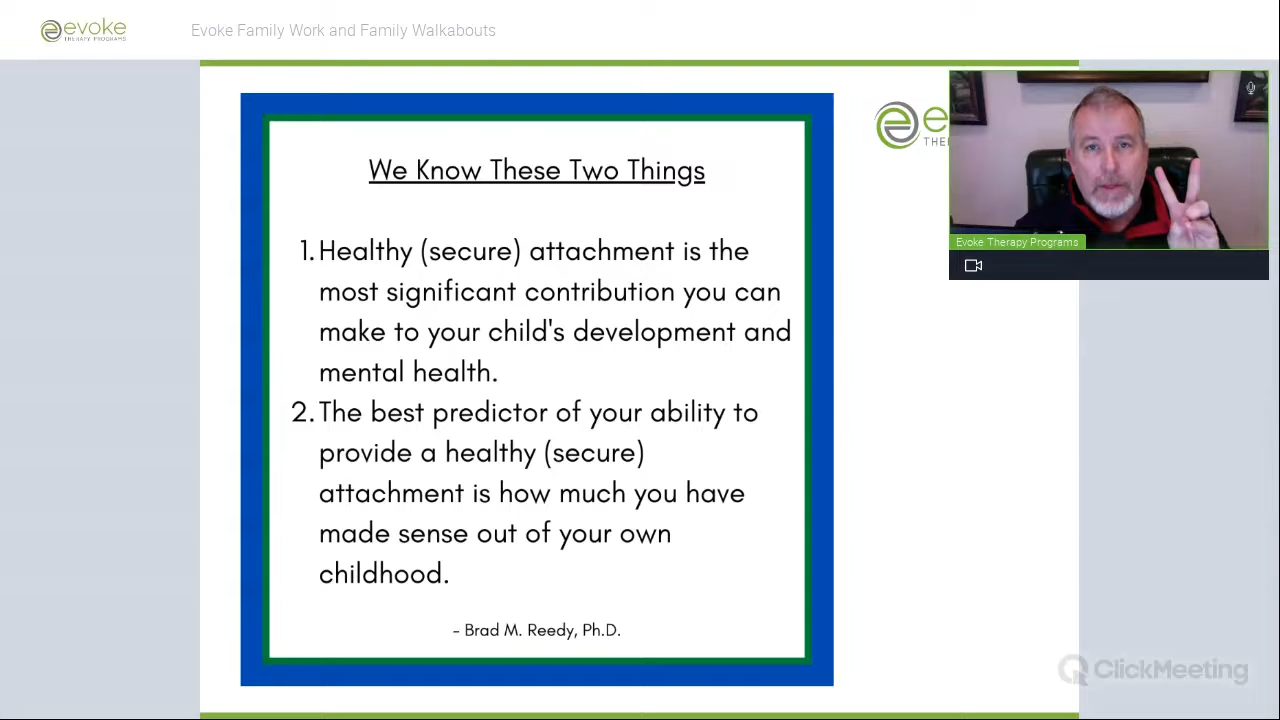 evoke
THERAPY PROGRAMS
Evoke Family Work and Family Walkabouts
We Know These Two Things
1. Healthy (secure) attachment is the
most significant contribution you can
make to your child's development and
mental health.
2. The best predictor of your ability to
provide a healthy (secure)
attachment is how much you have
made sense out of your own
childhood.
- Brad M. Reedy, Ph.D.
Evoke Therapy Programs
ClickMeeting